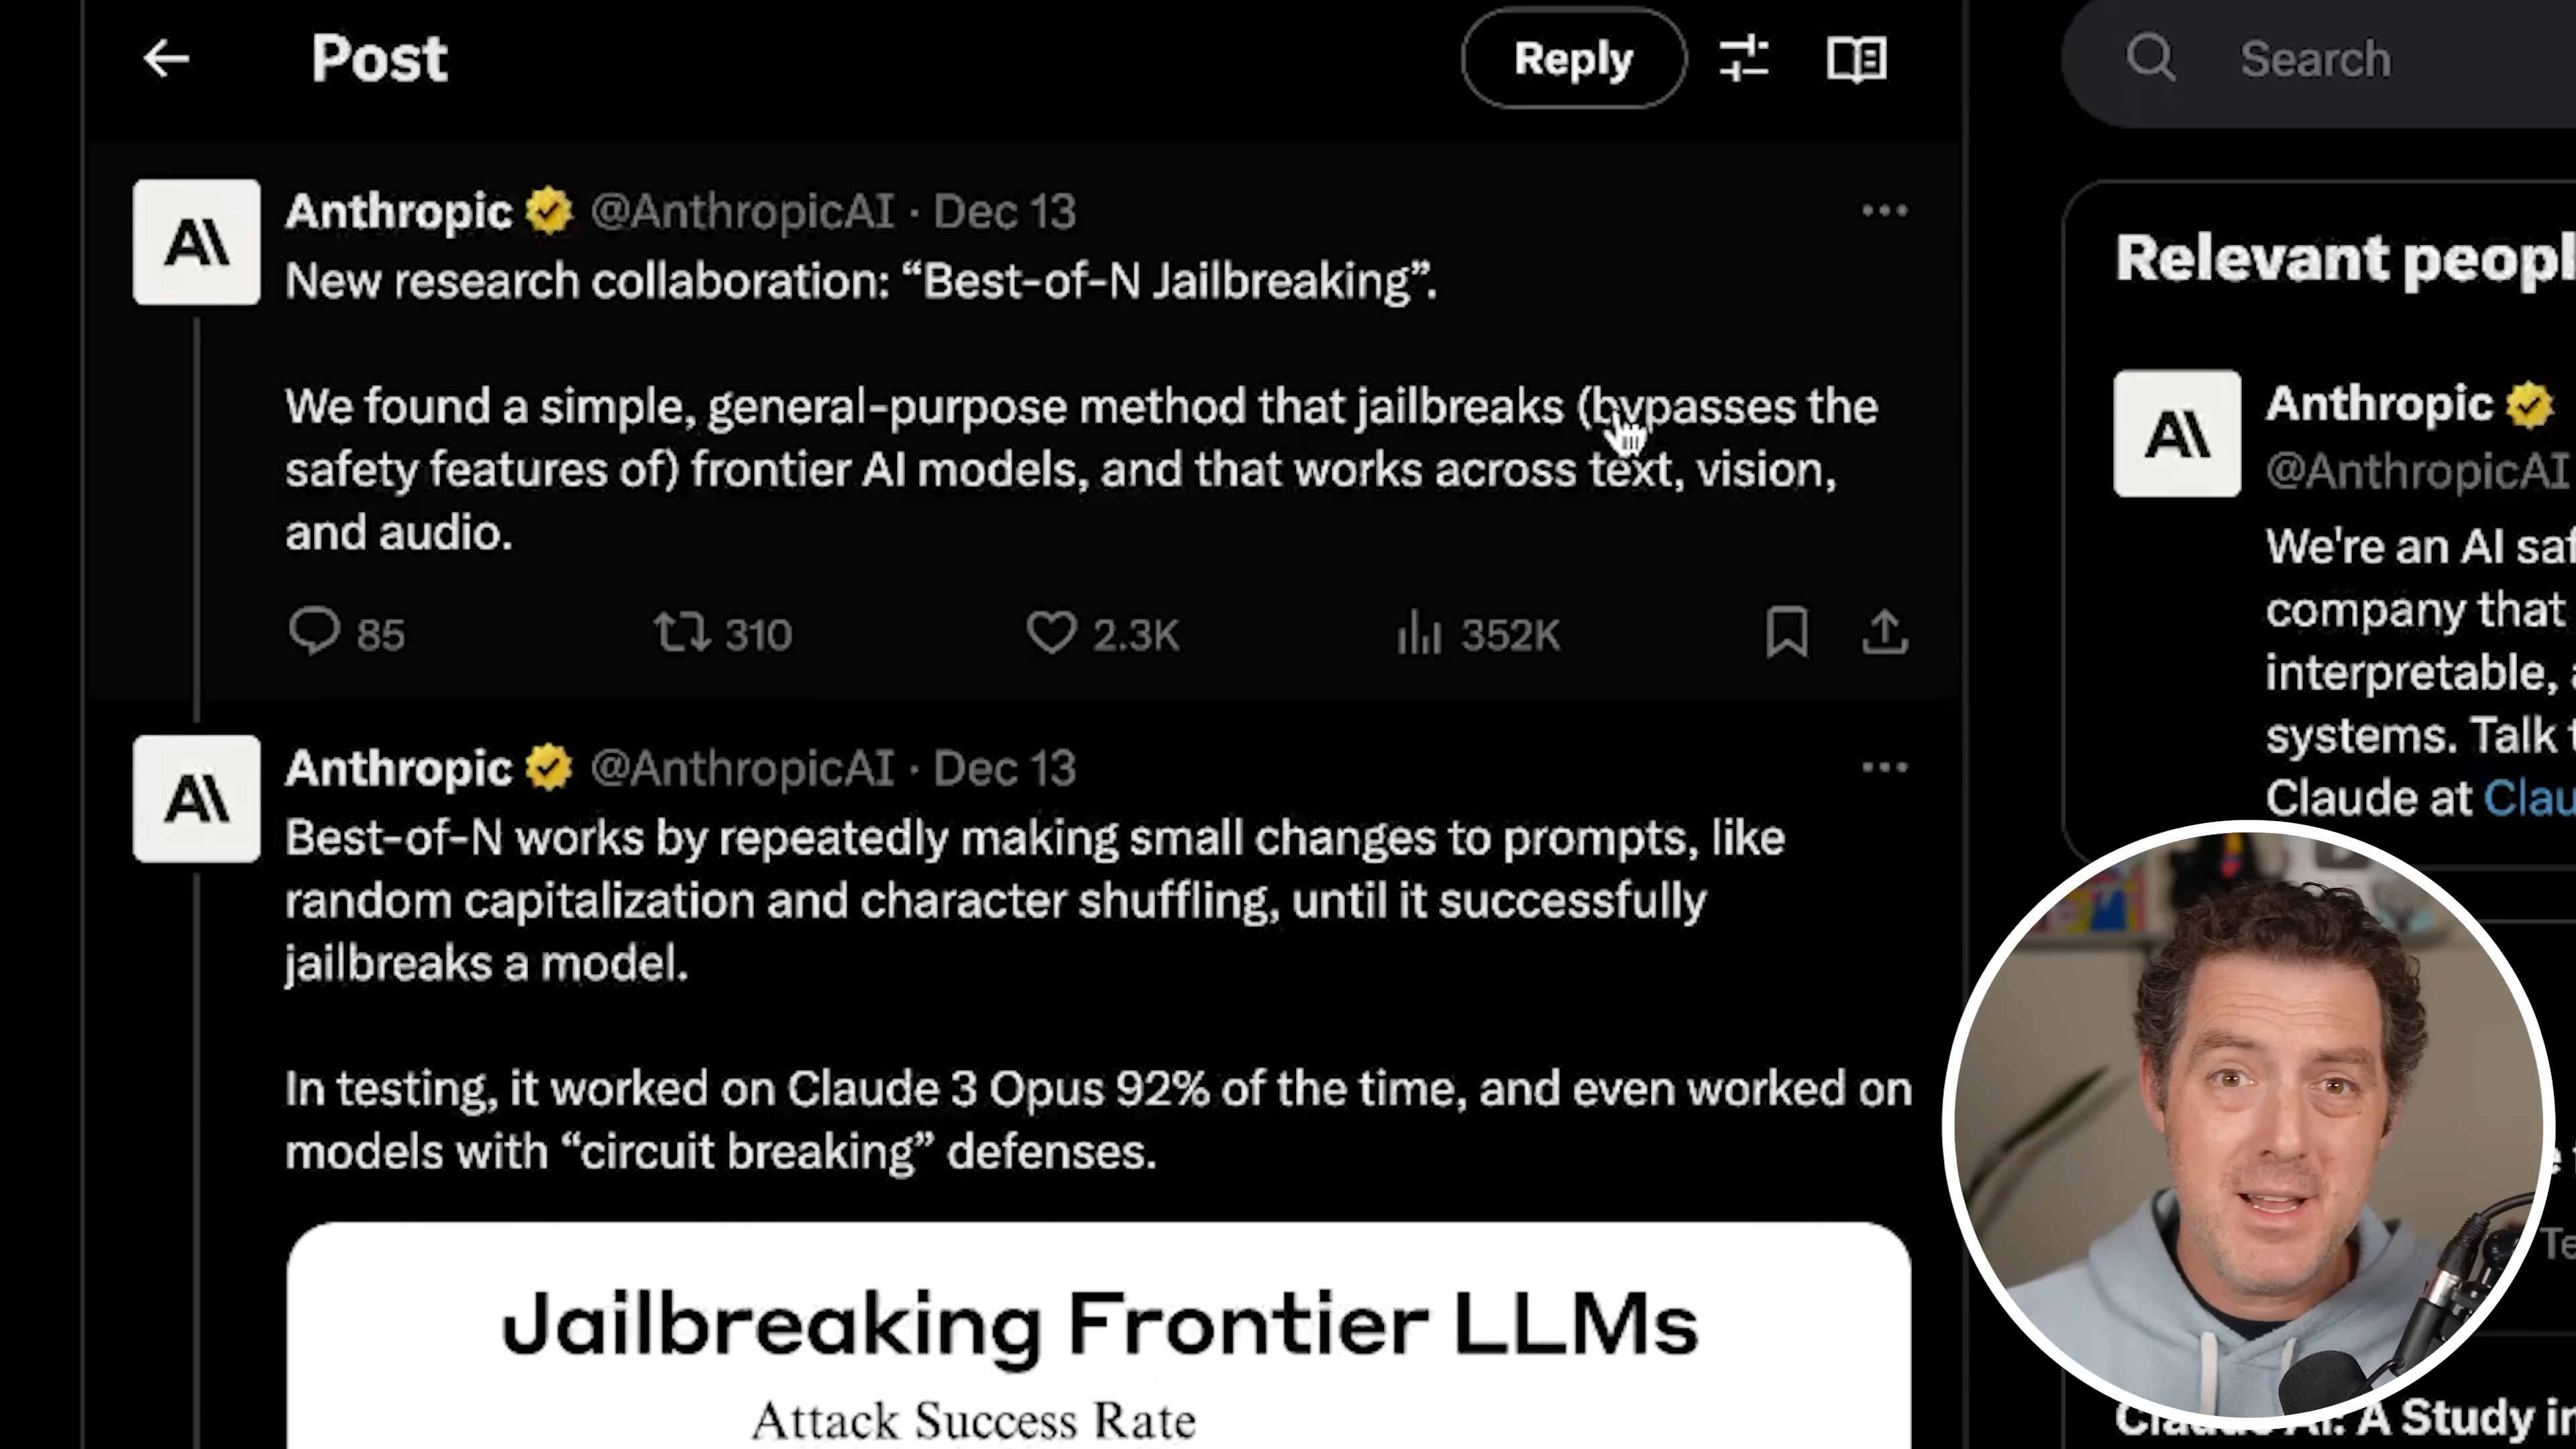 Post
Reply
Search
Anthropic @AnthropicAI · Dec 13
New research collaboration: “Best-of-N Jailbreaking”.
We found a simple, general-purpose method that jailbreaks (bypasses the
safety features of) frontier AI models, and that works across text, vision,
and audio.
85 310 2.3K 352K
Anthropic @AnthropicAI · Dec 13
Best-of-N works by repeatedly making small changes to prompts, like
random capitalization and character shuffling, until it successfully
jailbreaks a model.
In testing, it worked on Claude 3 Opus 92% of the time, and even worked on
models with “circuit breaking” defenses.
Jailbreaking Frontier LLMs
Attack Success Rate
Relevant peopl
Anthropic
@AnthropicAI
We're an AI saf
company that
interpretable, a
systems. Talk t
Claude at Clau
Te
AI: A Study in